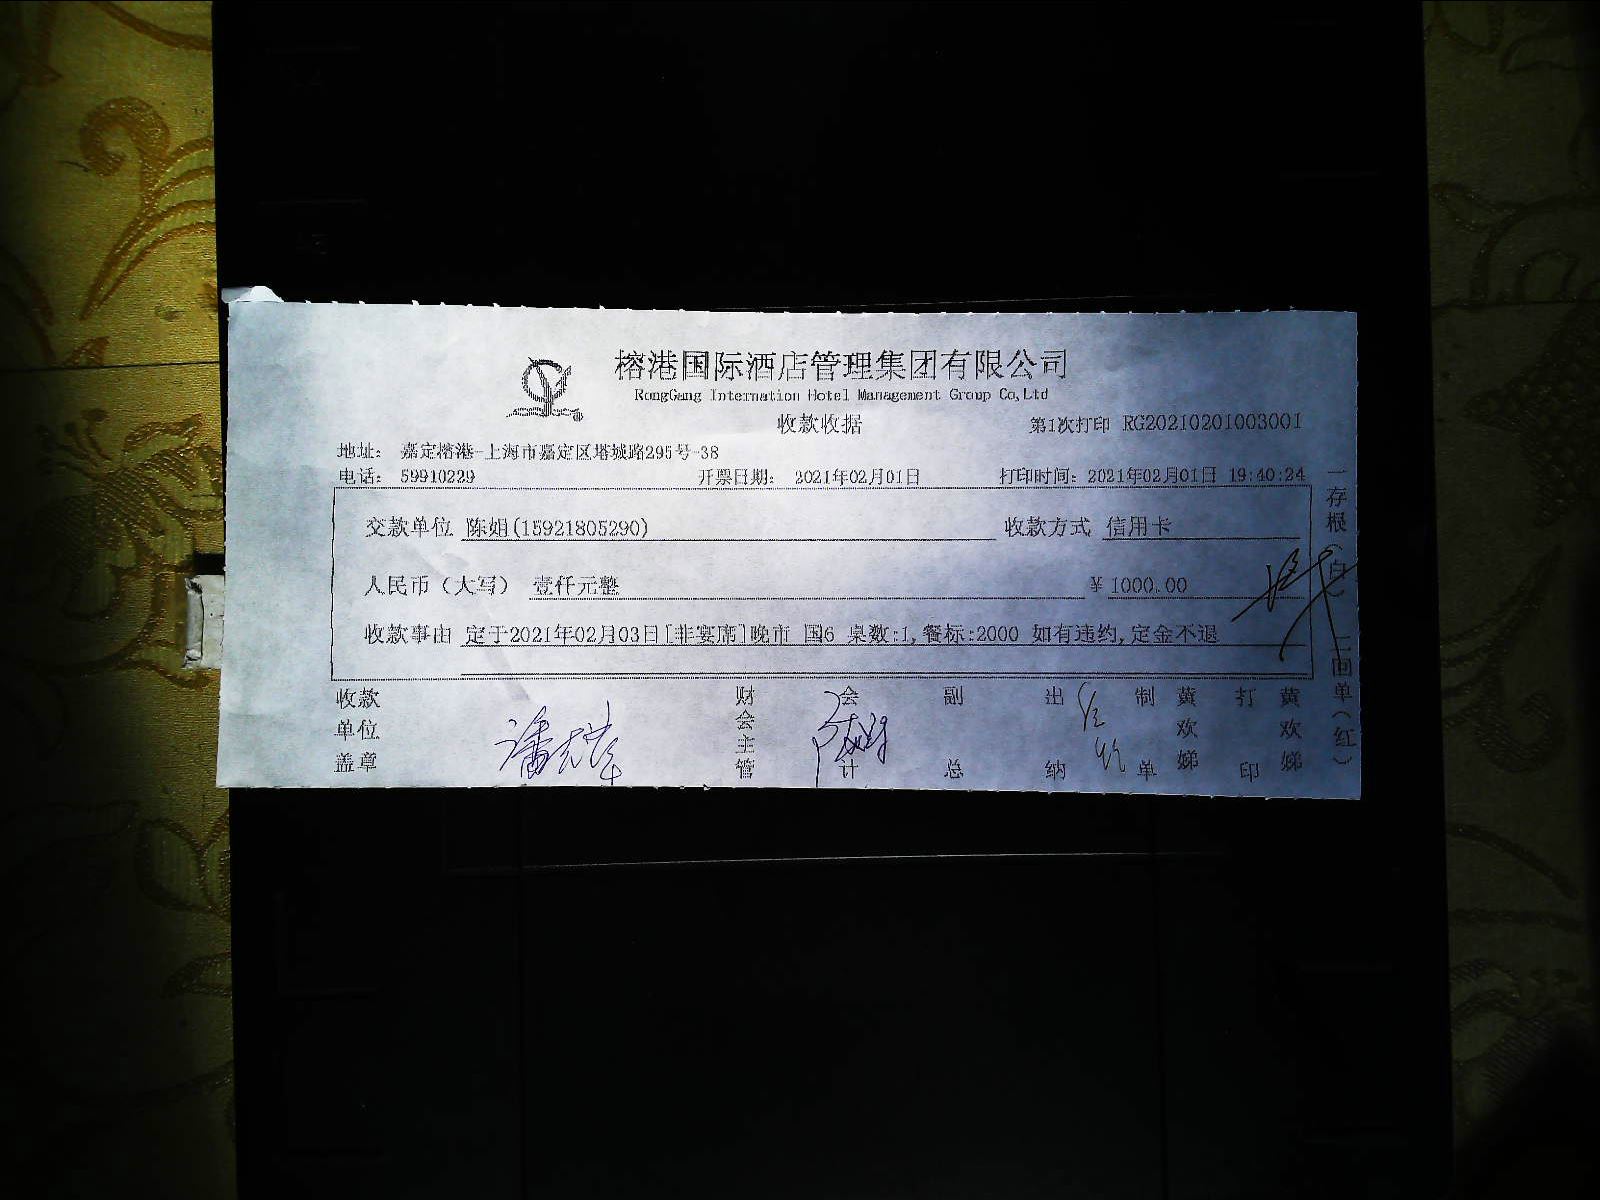 榕港国际酒店管理集团有限公司
RongGang Internation Hotel Management Group Co,Ltd
收款收据 第1次打印 RG20210201003001
地址： 嘉定榕港-上海市嘉定区塔城路295号-38
电话： 59910229 开票日期： 2021年02月01日 打印时间：2021年02月01日 19:40:24
交款单位 陈姐(15921805290) 收款方式 信用卡
人民币（大写） 壹仟元整 ￥1000.00
收款事由 定于2021年02月03日[非宴席]晚市 国6 桌数:1,餐标:2000 如有违约,定金不退
收款单位盖章 财会主管 会计 副总 出纳 制单 黄欢娣 打印 黄欢娣
一存根（白） 二回单（红）